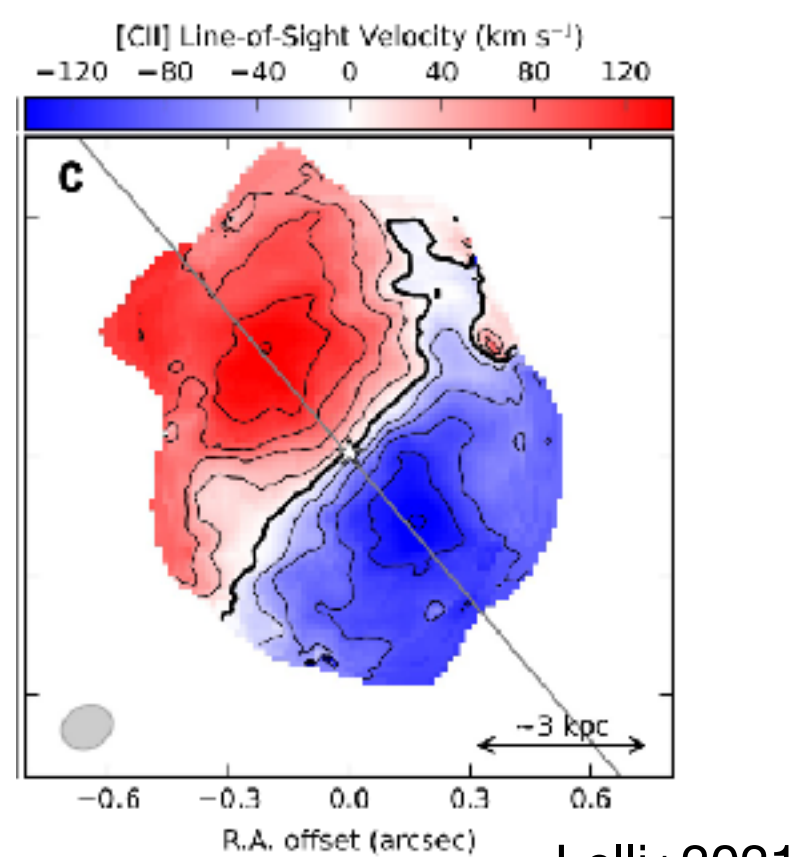 [CII] Line-of-Sight Velocity (km s⁻¹)
−120 −80 −40 0 40 80 120
C
~3 kpc
−0.6 −0.3 0.0 0.3 0.6
R.A. offset (arcsec)